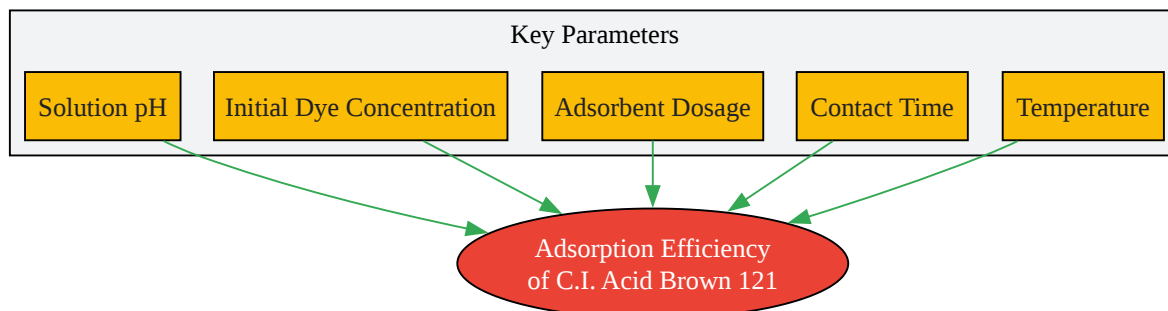 Key Parameters
Solution pH
Initial Dye Concentration
Adsorbent Dosage
Contact Time
Temperature
Adsorption Efficiency
of C.I. Acid Brown 121